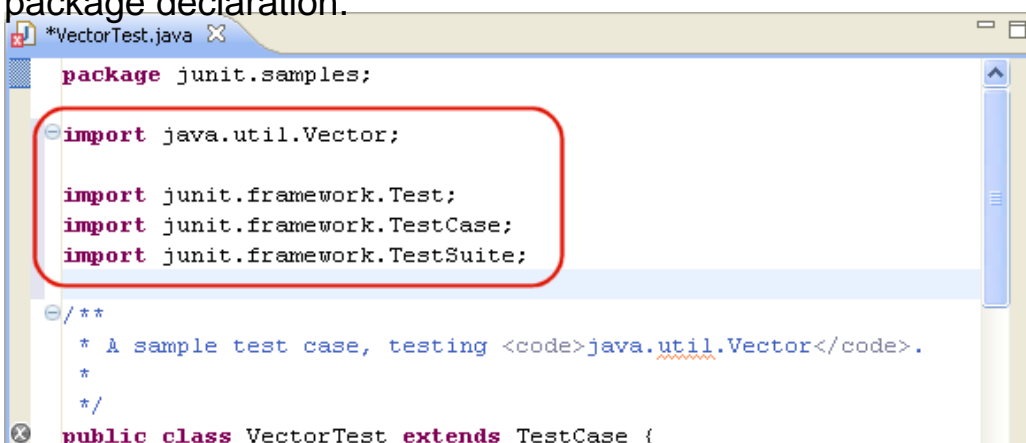 package declaration.
*VectorTest.java
package junit.samples;
import java.util.Vector;
import junit.framework.Test;
import junit.framework.TestCase;
import junit.framework.TestSuite;
/**
* A sample test case, testing <code>java.util.Vector</code>.
*
*/
public class VectorTest extends TestCase {